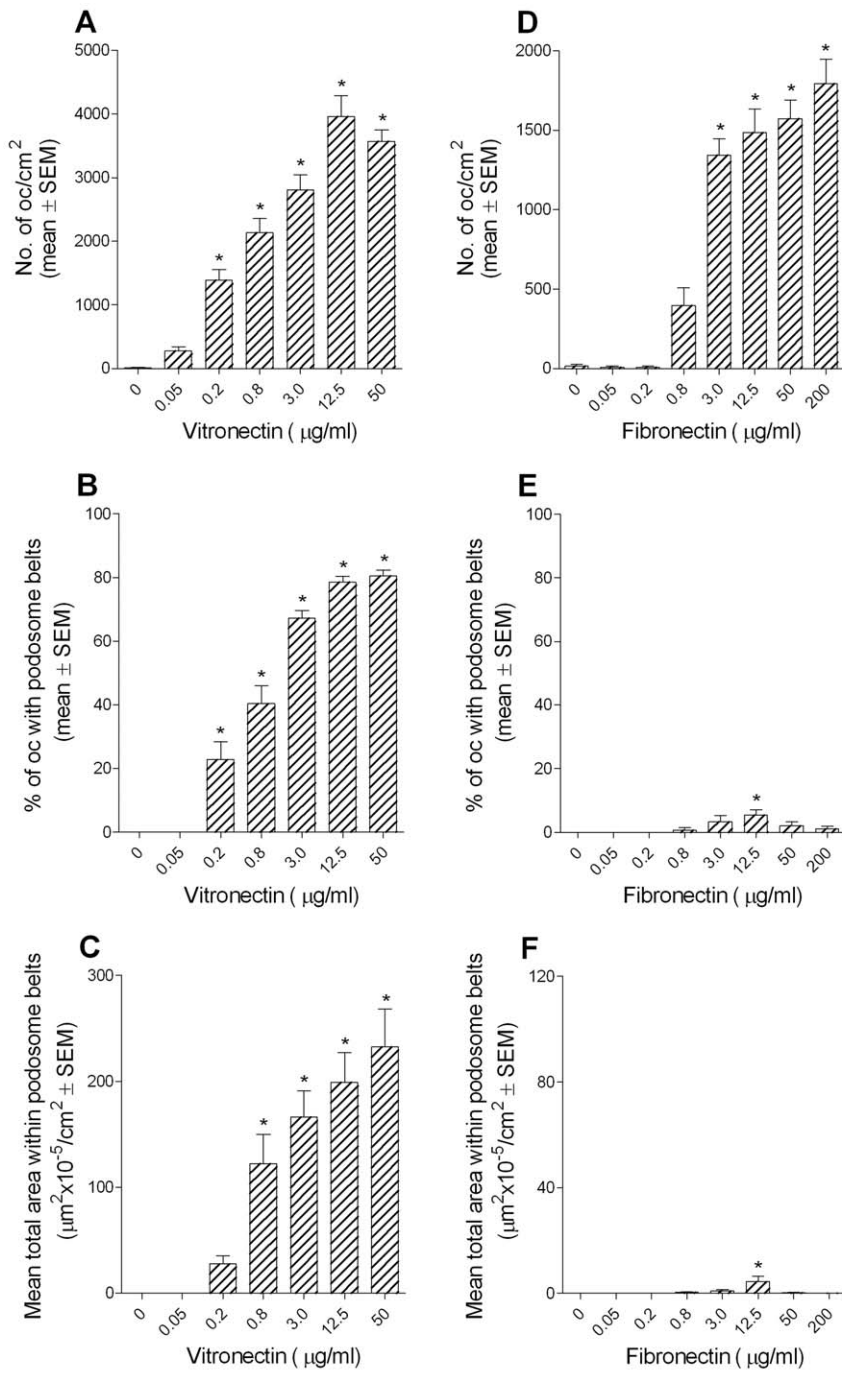 A
No. of oc/cm²
(mean ± SEM)
5000
4000
3000
2000
1000
0
* * * * *
0 0.05 0.2 0.8 3.0 12.5 50
Vitronectin ( μg/ml)
D
No. of oc/cm²
(mean ± SEM)
2000
1500
1000
500
0
* * * * *
0 0.05 0.2 0.8 3.0 12.5 50 200
Fibronectin ( μg/ml)
B
% of oc with podosome belts
(mean ± SEM)
100
80
60
40
20
0
* * * * *
0 0.05 0.2 0.8 3.0 12.5 50
Vitronectin ( μg/ml)
E
% of oc with podosome belts
(mean ± SEM)
100
80
60
40
20
0
*
0 0.05 0.2 0.8 3.0 12.5 50 200
Fibronectin ( μg/ml)
C
Mean total area within podosome belts
(μm²x10⁻⁵/cm² ± SEM)
300
200
100
0
* * * *
0 0.05 0.2 0.8 3.0 12.5 50
Vitronectin ( μg/ml)
F
Mean total area within podosome belts
(μm²x10⁻⁵/cm² ± SEM)
120
80
40
0
*
0 0.05 0.2 0.8 3.0 12.5 50 200
Fibronectin ( μg/ml)